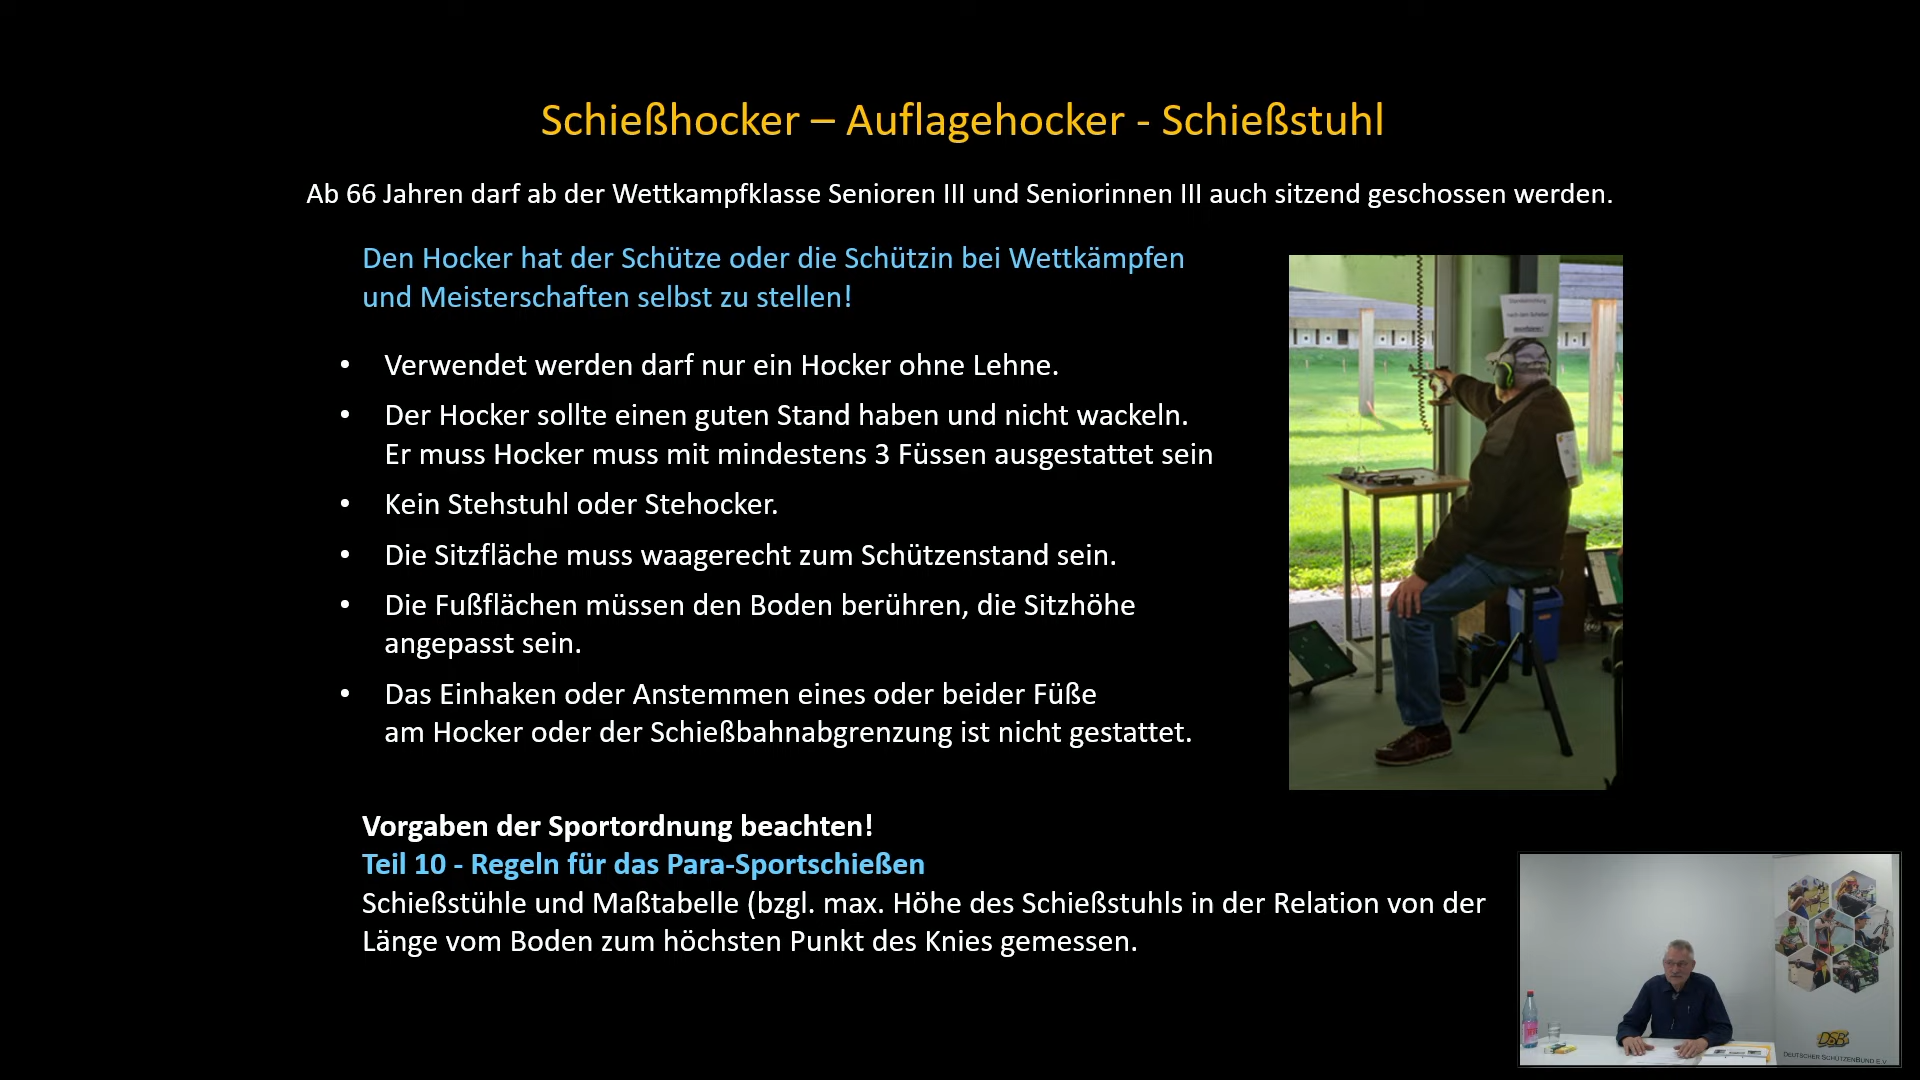 Schießhocker – Auflagehocker - Schießstuhl
Ab 66 Jahren darf ab der Wettkampfklasse Senioren III und Seniorinnen III auch sitzend geschossen werden.
Den Hocker hat der Schütze oder die Schützin bei Wettkämpfen
und Meisterschaften selbst zu stellen!
• Verwendet werden darf nur ein Hocker ohne Lehne.
• Der Hocker sollte einen guten Stand haben und nicht wackeln.
Er muss Hocker muss mit mindestens 3 Füssen ausgestattet sein
• Kein Stehstuhl oder Stehocker.
• Die Sitzfläche muss waagerecht zum Schützenstand sein.
• Die Fußflächen müssen den Boden berühren, die Sitzhöhe
angepasst sein.
• Das Einhaken oder Anstemmen eines oder beider Füße
am Hocker oder der Schießbahnabgrenzung ist nicht gestattet.
Vorgaben der Sportordnung beachten!
Teil 10 - Regeln für das Para-Sportschießen
Schießstühle und Maßtabelle (bzgl. max. Höhe des Schießstuhls in der Relation von der
Länge vom Boden zum höchsten Punkt des Knies gemessen.
DSB
DEUTSCHER SCHÜTZENBUND E.V.